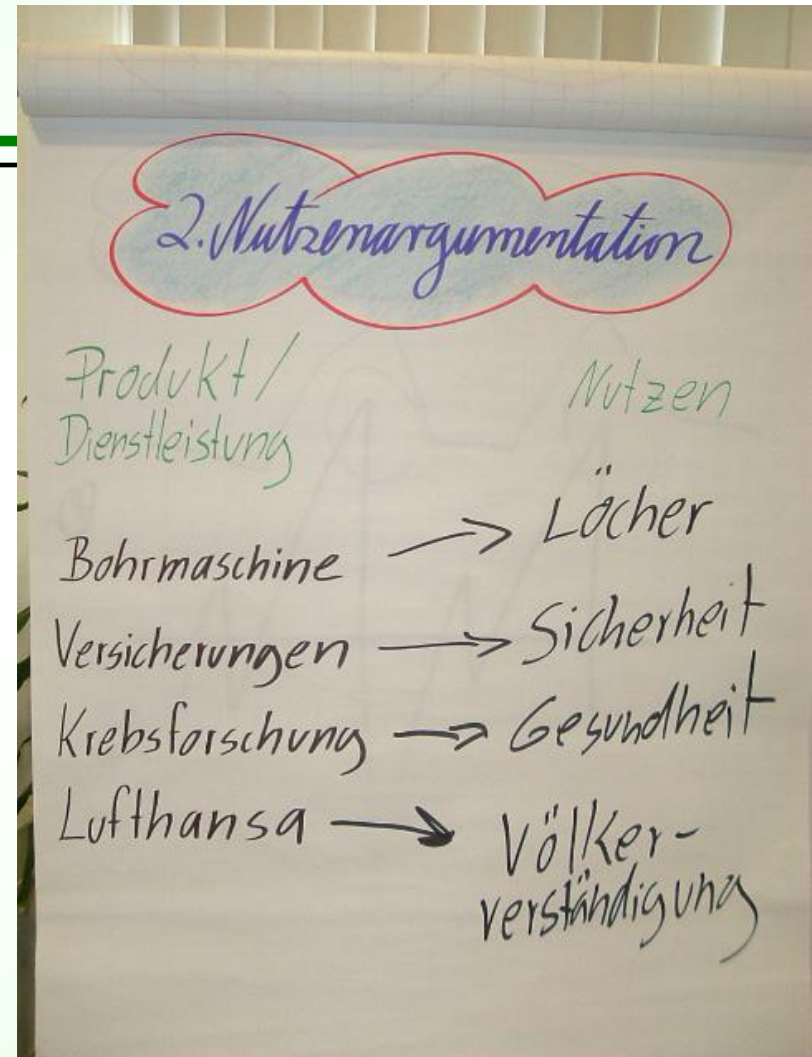 2. Nutzenargumentation
Produkt/ Nutzen
Dienstleistung
Bohrmaschine → Löcher
Versicherungen → Sicherheit
Krebsforschung → Gesundheit
Lufthansa → Völker-
verständigung